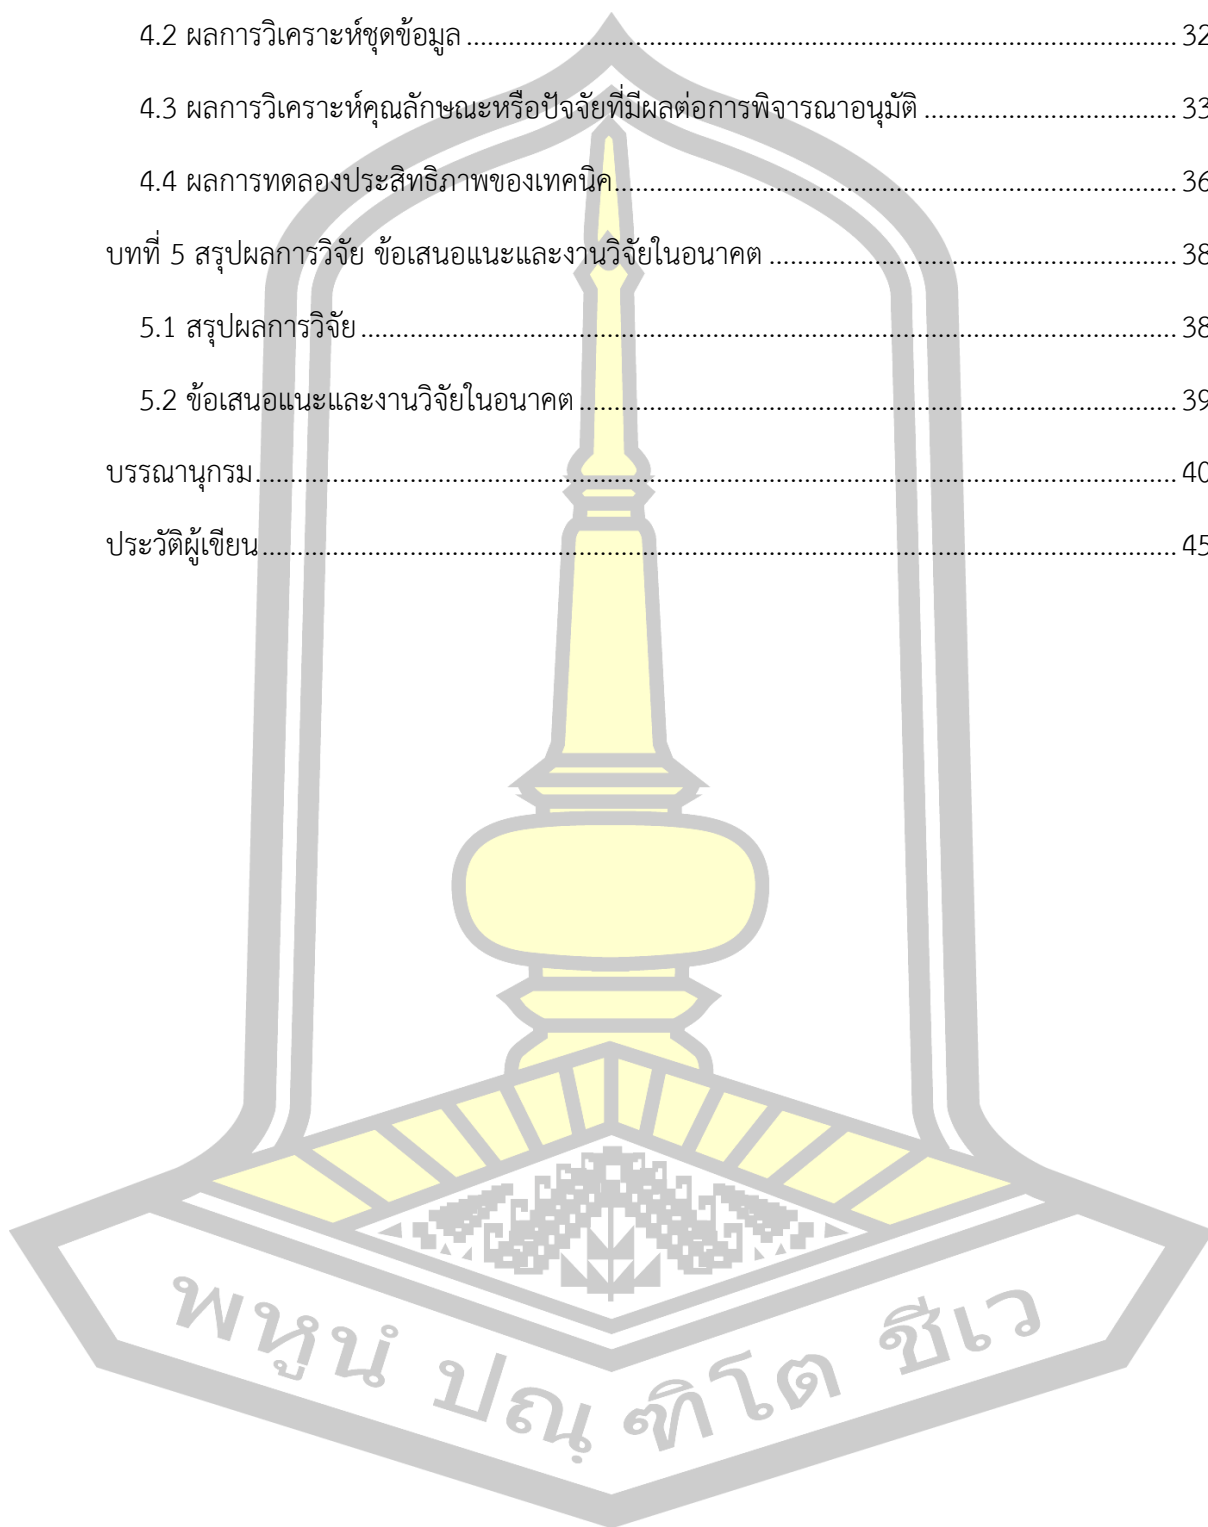 4.2 ผลการวิเคราะห์ชุดข้อมูล ........................................ 32
4.3 ผลการวิเคราะห์คุณลักษณะหรือปัจจัยที่มีผลต่อการพิจารณาอนุมัติ ........................................ 33
4.4 ผลการทดลองประสิทธิภาพของเทคนิค ........................................ 36
บทที่ 5 สรุปผลการวิจัย ข้อเสนอแนะและงานวิจัยในอนาคต ........................................ 38
5.1 สรุปผลการวิจัย ........................................ 38
5.2 ข้อเสนอแนะและงานวิจัยในอนาคต ........................................ 39
บรรณานุกรม ........................................ 40
ประวัติผู้เขียน ........................................ 45
พหูนํ ปณฺฑิโต ชีเว